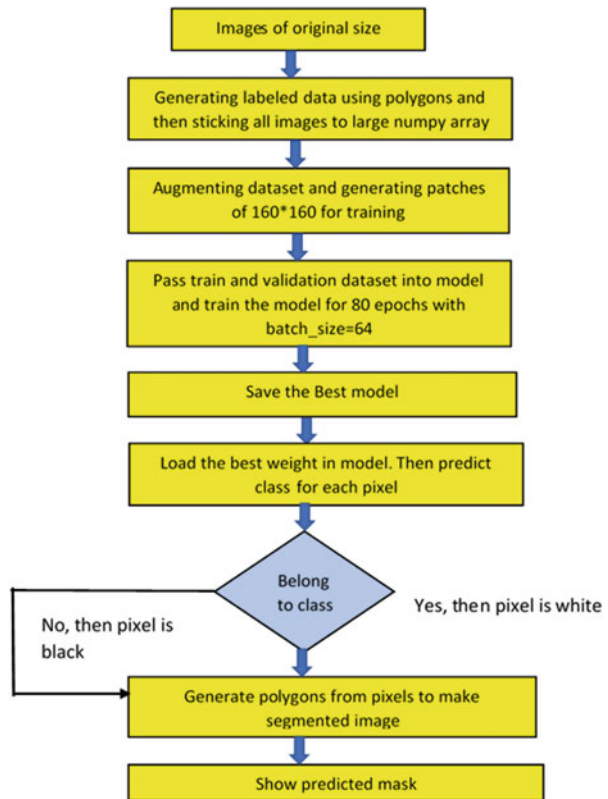 Images of original size
Generating labeled data using polygons and
then sticking all images to large numpy array
Augmenting dataset and generating patches
of 160*160 for training
Pass train and validation dataset into model
and train the model for 80 epochs with
batch_size=64
Save the Best model
Load the best weight in model. Then predict
class for each pixel
Belong
to class
Yes, then pixel is white
No, then pixel is
black
Generate polygons from pixels to make
segmented image
Show predicted mask